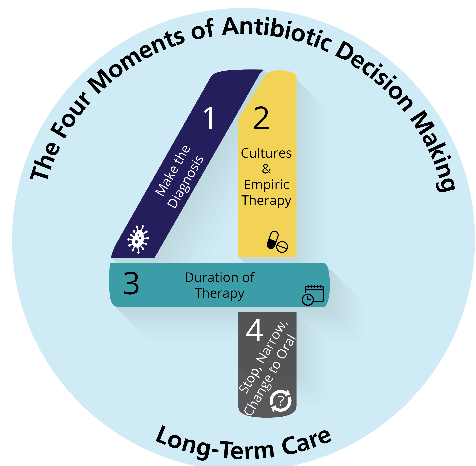 The Four Moments of Antibiotic Decision Making
1
Make the
Diagnosis
2
Cultures
&
Empiric
Therapy
3
Duration of
Therapy
4
Stop, Narrow,
Change to Oral
?
Long-Term Care